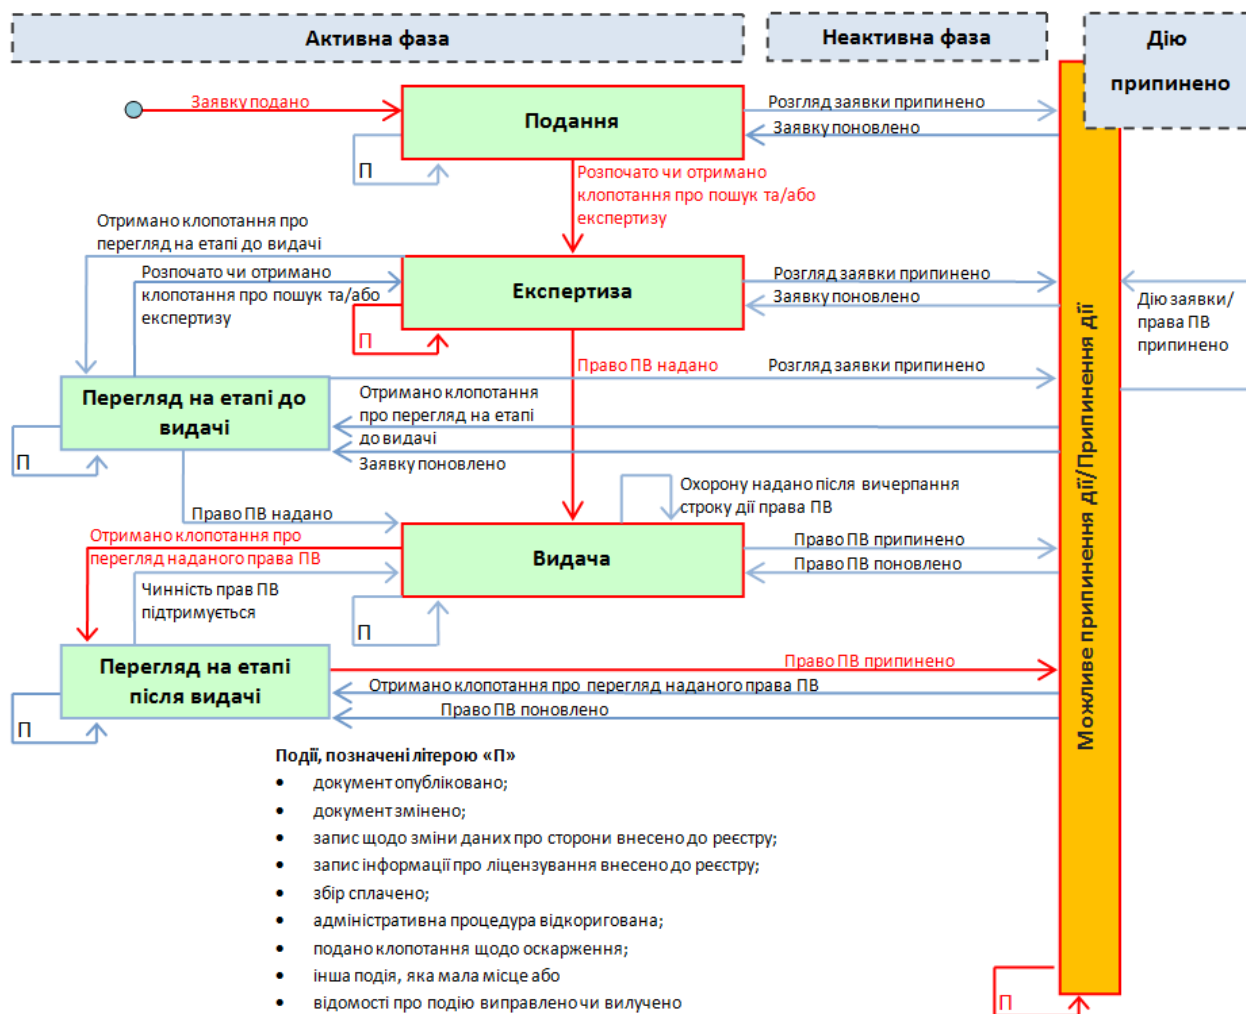 Активна фаза
Неактивна фаза
Дію
припинено
Заявку подано
Подання
Розгляд заявки припинено
Заявку поновлено
П
Розпочато чи отримано
клопотання про пошук та/або
експертизу
Отримано клопотання про
перегляд на етапі до видачі
Розпочато чи отримано
клопотання про пошук та/або
експертизу
Експертиза
Розгляд заявки припинено
Заявку поновлено
Дію заявки/
права ПВ
припинено
П
Право ПВ надано
Розгляд заявки припинено
Перегляд на етапі до
видачі
Отримано клопотання
про перегляд на етапі
до видачі
Заявку поновлено
П
Право ПВ надано
Охорону надано після вичерпання
строку дії права ПВ
Отримано клопотання про
перегляд наданого права ПВ
Видача
Право ПВ припинено
Право ПВ поновлено
Чинність прав ПВ
підтримується
П
Перегляд на етапі
після видачі
Право ПВ припинено
Отримано клопотання про перегляд наданого права ПВ
Право ПВ поновлено
П
Можливе припинення дії/Припинення дії
Події, позначені літерою «П»
• документ опубліковано;
• документ змінено;
• запис щодо зміни даних про сторони внесено до реєстру;
• запис інформації про ліцензування внесено до реєстру;
• збір сплачено;
• адміністративна процедура відкоригована;
• подано клопотання щодо оскарження;
• інша подія, яка мала місце або
• відомості про подію виправлено чи вилучено
П